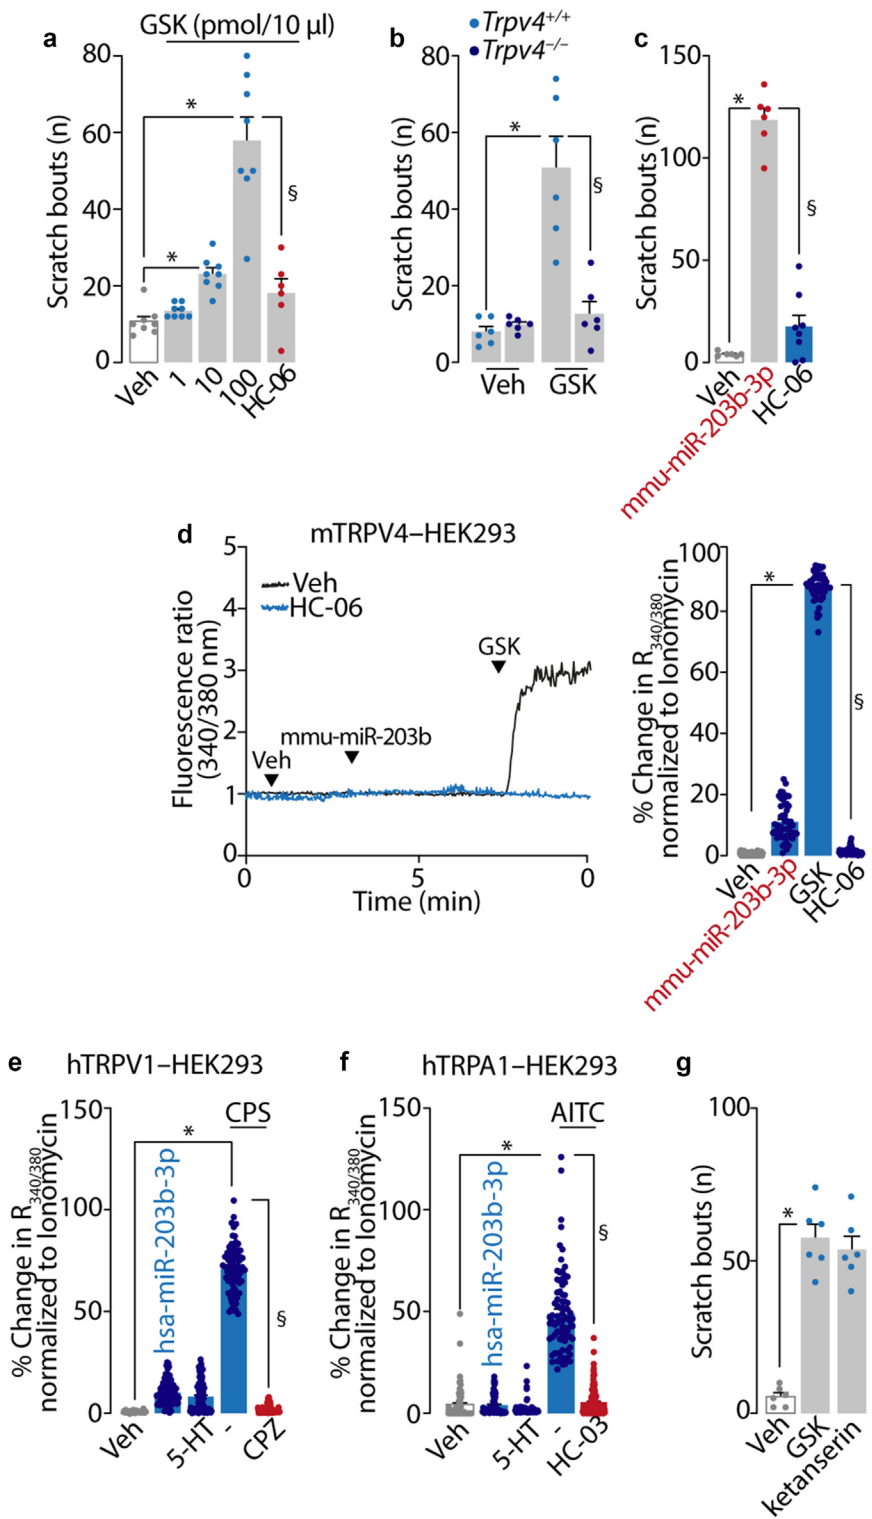 a
GSK (pmol/10 µl)
Scratch bouts (n)
80
60
40
20
0
*
*
§
Veh
1
10
100
HC-06
b
Trpv4+/+
Trpv4−/−
Scratch bouts (n)
80
60
40
20
0
*
§
Veh
GSK
c
Scratch bouts (n)
150
100
50
0
*
§
Veh
mmu-miR-203b-3p
HC-06
d
mTRPV4–HEK293
Fluorescence ratio
(340/380 nm)
5
4
3
2
1
0
Veh
HC-06
GSK
mmu-miR-203b
Veh
0
5
0
Time (min)
% Change in R340/380
normalized to Ionomycin
100
80
60
40
20
0
*
§
Veh
mmu-miR-203b-3p
GSK
HC-06
e
hTRPV1–HEK293
% Change in R340/380
normalized to Ionomycin
150
100
50
0
CPS
*
hsa-miR-203b-3p
§
Veh
5-HT
-
CPZ
f
hTRPA1–HEK293
% Change in R340/380
normalized to Ionomycin
150
100
50
0
AITC
*
hsa-miR-203b-3p
§
Veh
5-HT
-
HC-03
g
Scratch bouts (n)
100
50
0
*
Veh
GSK
ketanserin